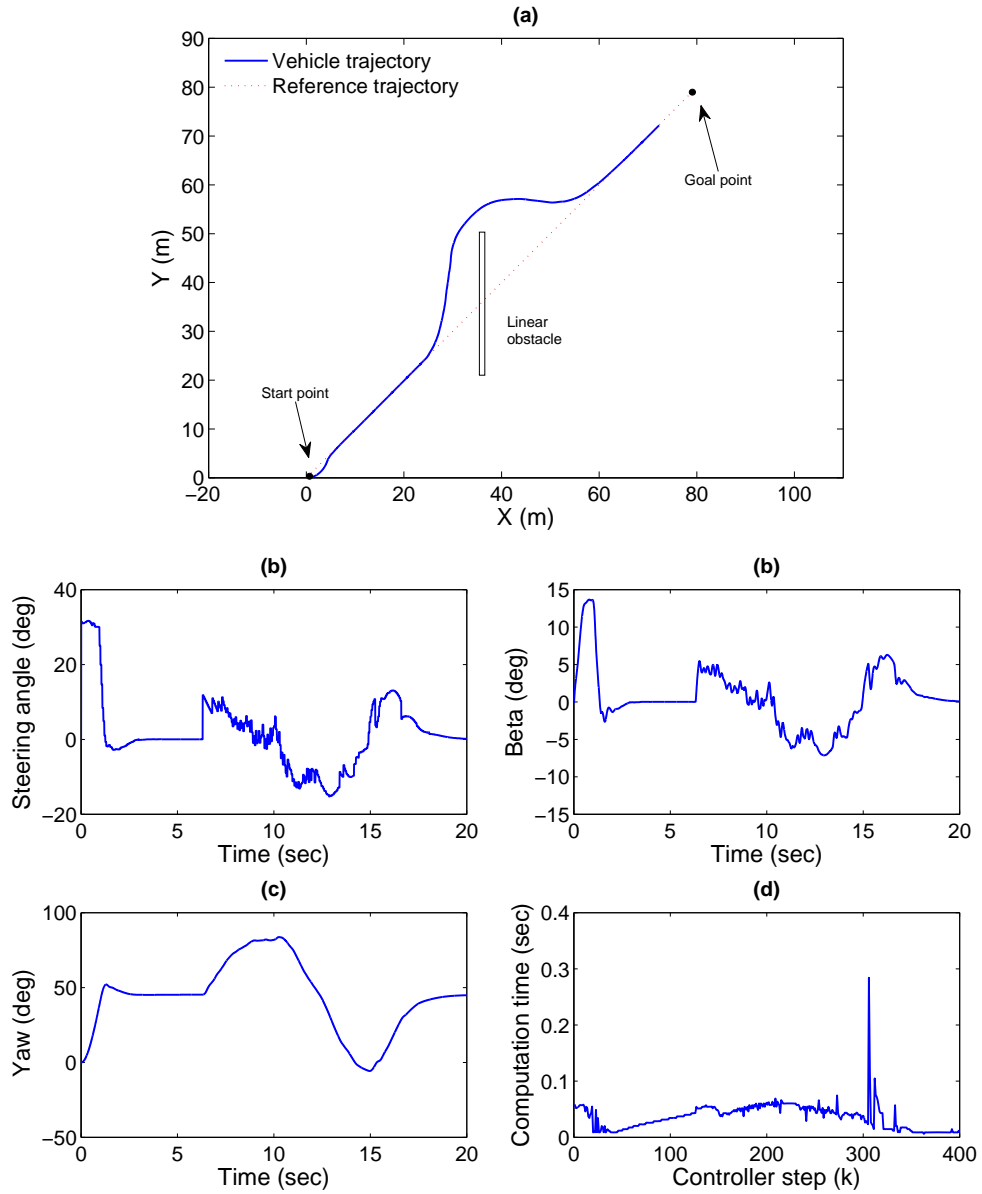 (a)
90
80
70
60
50
40
30
20
10
0
Y (m)
Vehicle trajectory
Reference trajectory
Goal point
Linear
obstacle
Start point
−20 0 20 40 60 80 100
X (m)
(b)
40
20
0
−20
Steering angle (deg)
0 5 10 15 20
Time (sec)
(b)
15
10
5
0
−5
−10
−15
Beta (deg)
0 5 10 15 20
Time (sec)
(c)
100
50
0
−50
Yaw (deg)
0 5 10 15 20
Time (sec)
(d)
0.4
0.3
0.2
0.1
0
Computation time (sec)
0 100 200 300 400
Controller step (k)